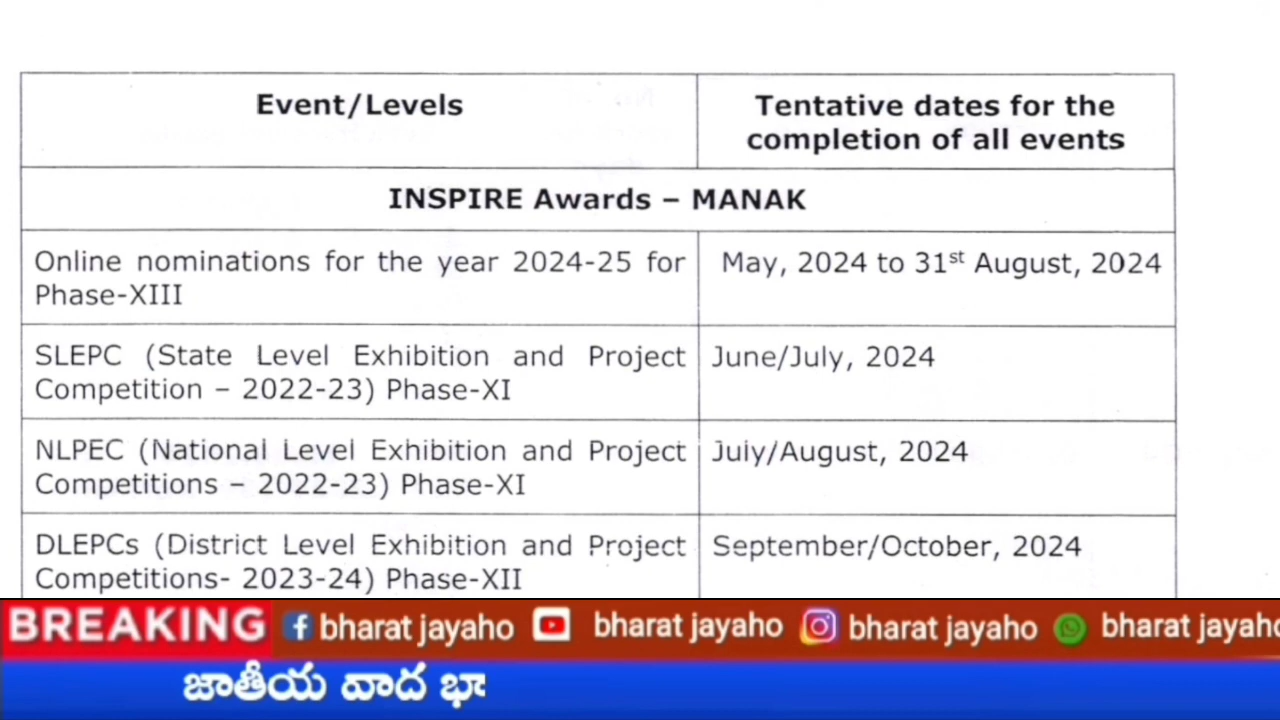 Event/Levels
Tentative dates for the
completion of all events
INSPIRE Awards – MANAK
Online nominations for the year 2024-25 for
Phase-XIII
May, 2024 to 31st August, 2024
SLEPC (State Level Exhibition and Project
Competition – 2022-23) Phase-XI
June/July, 2024
NLPEC (National Level Exhibition and Project
Competitions – 2022-23) Phase-XI
July/August, 2024
DLEPCs (District Level Exhibition and Project
Competitions- 2023-24) Phase-XII
September/October, 2024
BREAKING bharat jayaho bharat jayaho bharat jayaho bharat jayaho
జాతీయ వాద భా